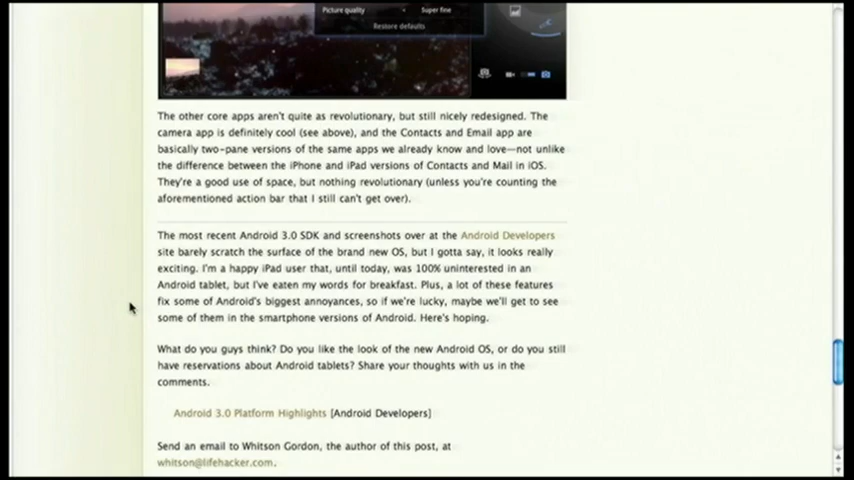 Picture quality Super fine
Restore defaults
The other core apps aren't quite as revolutionary, but still nicely redesigned. The
camera app is definitely cool (see above), and the Contacts and Email app are
basically two-pane versions of the same apps we already know and love—not unlike
the difference between the iPhone and iPad versions of Contacts and Mail in iOS.
They're a good use of space, but nothing revolutionary (unless you're counting the
aforementioned action bar that I still can't get over).
The most recent Android 3.0 SDK and screenshots over at the Android Developers
site barely scratch the surface of the brand new OS, but I gotta say, it looks really
exciting. I'm a happy iPad user that, until today, was 100% uninterested in an
Android tablet, but I've eaten my words for breakfast. Plus, a lot of these features
fix some of Android's biggest annoyances, so if we're lucky, maybe we'll get to see
some of them in the smartphone versions of Android. Here's hoping.
What do you guys think? Do you like the look of the new Android OS, or do you still
have reservations about Android tablets? Share your thoughts with us in the
comments.
Android 3.0 Platform Highlights [Android Developers]
Send an email to Whitson Gordon, the author of this post, at
whitson@lifehacker.com.